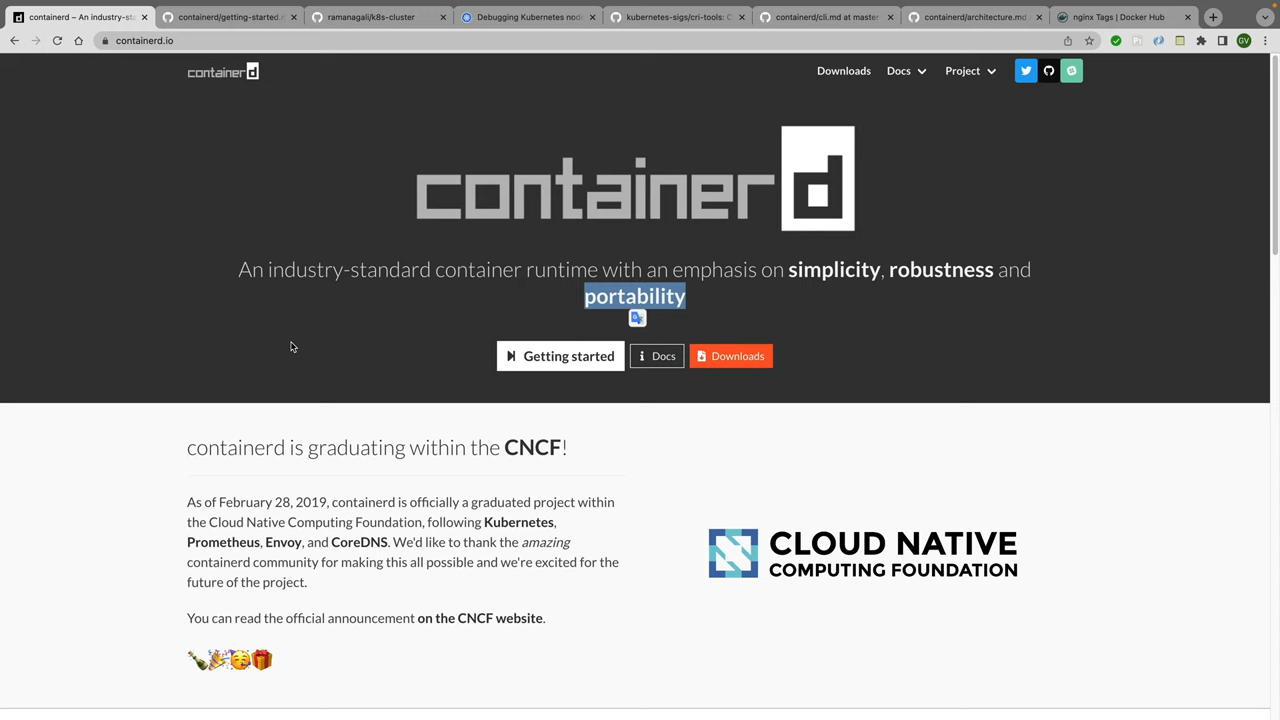 containerd – An industry-sta
containerd/getting-started.m
ramanagali/k8s-cluster
Debugging Kubernetes node
kubernetes-sigs/cri-tools: C
containerd/cli.md at master
containerd/architecture.md
nginx Tags | Docker Hub
containerd.io
GV
containerd
Downloads
Docs
Project
containerd
An industry-standard container runtime with an emphasis on simplicity, robustness and
portability
Getting started
Docs
Downloads
containerd is graduating within the CNCF!
As of February 28, 2019, containerd is officially a graduated project within
the Cloud Native Computing Foundation, following Kubernetes,
Prometheus, Envoy, and CoreDNS. We'd like to thank the amazing
containerd community for making this all possible and we're excited for the
future of the project.
You can read the official announcement on the CNCF website.
CLOUD NATIVE
COMPUTING FOUNDATION